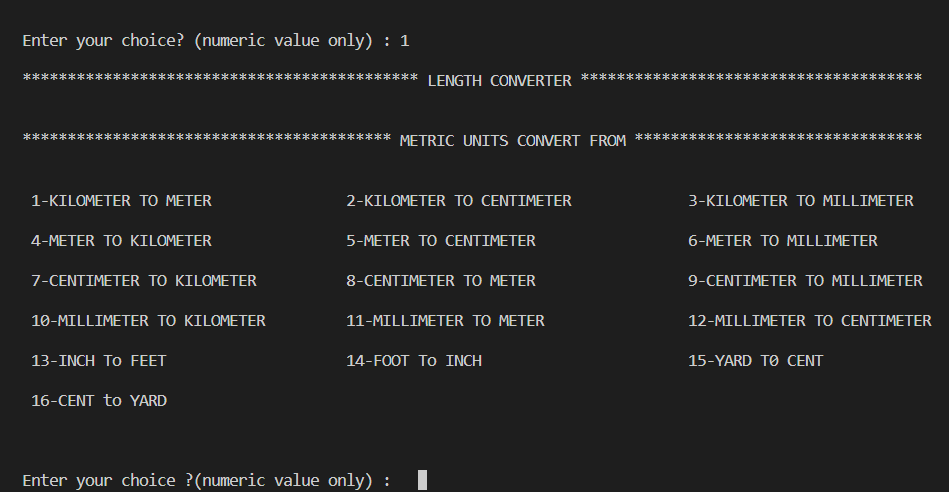 Enter your choice? (numeric value only) : 1
******************************************** LENGTH CONVERTER **************************************
***************************************** METRIC UNITS CONVERT FROM ********************************
1-KILOMETER TO METER 2-KILOMETER TO CENTIMETER 3-KILOMETER TO MILLIMETER
4-METER TO KILOMETER 5-METER TO CENTIMETER 6-METER TO MILLIMETER
7-CENTIMETER TO KILOMETER 8-CENTIMETER TO METER 9-CENTIMETER TO MILLIMETER
10-MILLIMETER TO KILOMETER 11-MILLIMETER TO METER 12-MILLIMETER TO CENTIMETER
13-INCH To FEET 14-FOOT To INCH 15-YARD T0 CENT
16-CENT to YARD
Enter your choice ?(numeric value only) :